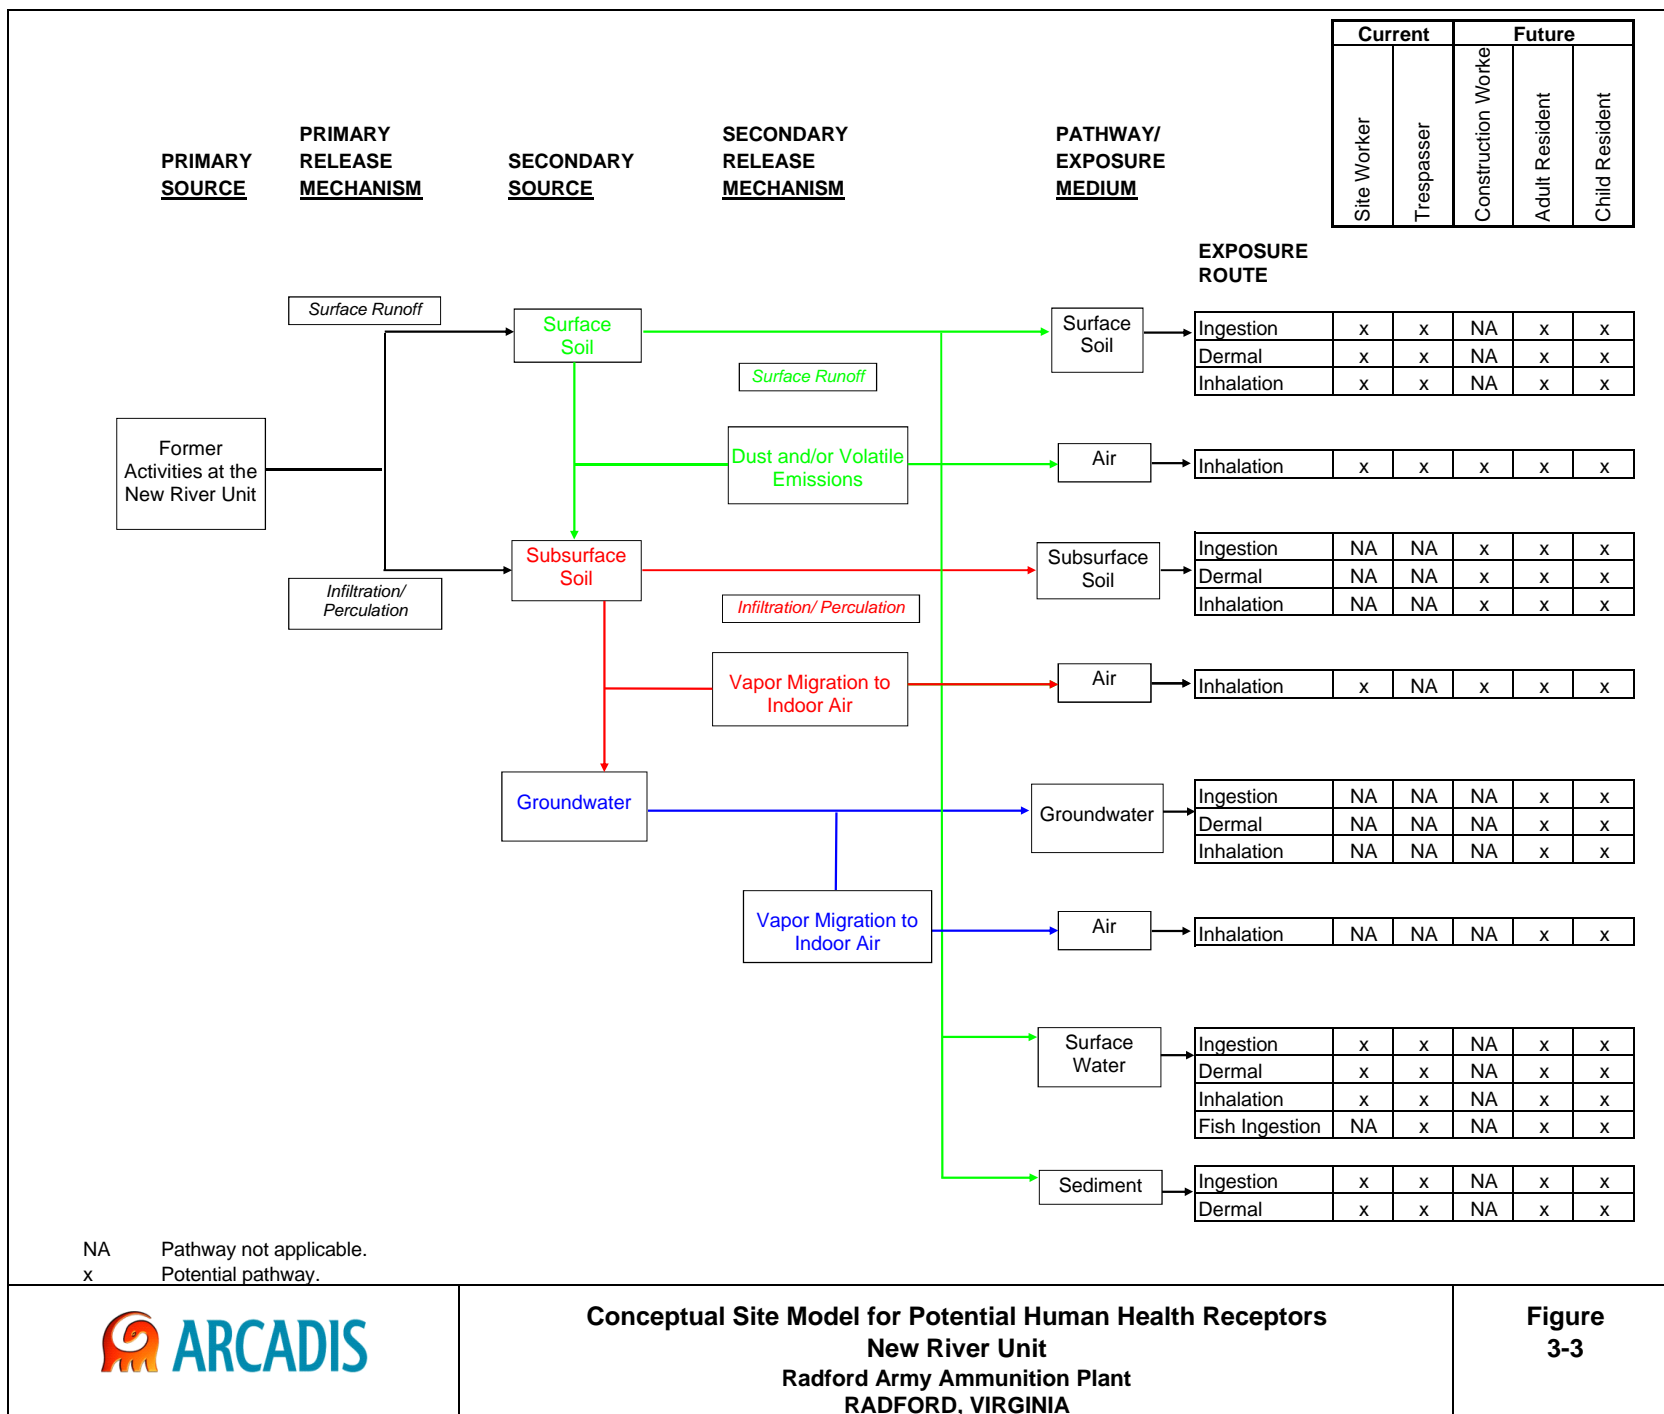 Current Future
Site Worker
Trespasser
Construction Worke
Adult Resident
Child Resident
PRIMARY
SOURCE
PRIMARY
RELEASE
MECHANISM
SECONDARY
SOURCE
SECONDARY
RELEASE
MECHANISM
PATHWAY/
EXPOSURE
MEDIUM
EXPOSURE
ROUTE
Surface Runoff
Surface
Soil
Surface Runoff
Surface
Soil
Ingestion x x NA x x
Dermal x x NA x x
Inhalation x x NA x x
Former
Activities at the
New River Unit
Dust and/or Volatile
Emissions
Air
Inhalation x x x x x
Infiltration/
Perculation
Subsurface
Soil
Infiltration/ Perculation
Subsurface
Soil
Ingestion NA NA x x x
Dermal NA NA x x x
Inhalation NA NA x x x
Vapor Migration to
Indoor Air
Air
Inhalation x NA x x x
Groundwater
Groundwater
Ingestion NA NA NA x x
Dermal NA NA NA x x
Inhalation NA NA NA x x
Vapor Migration to
Indoor Air
Air
Inhalation NA NA NA x x
Surface
Water
Ingestion x x NA x x
Dermal x x NA x x
Inhalation x x NA x x
Fish Ingestion NA x NA x x
Sediment
Ingestion x x NA x x
Dermal x x NA x x
NA Pathway not applicable.
x Potential pathway.
ARCADIS
Conceptual Site Model for Potential Human Health Receptors
New River Unit
Radford Army Ammunition Plant
RADFORD, VIRGINIA
Figure
3-3